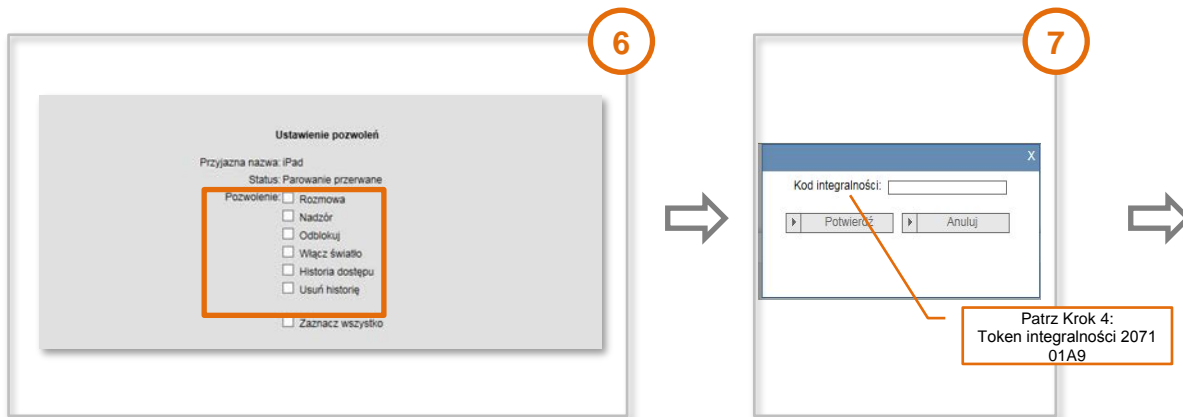 6
Ustawienie pozwoleń
Przyjazna nazwa: iPad
Status: Parowanie przerwane
Pozwolenie: Rozmowa
Nadzór
Odblokuj
Włącz światło
Historia dostępu
Usuń historię
Zaznacz wszystko
7
X
Kod integralności:
Potwierdź Anuluj
Patrz Krok 4:
Token integralności 2071
01A9